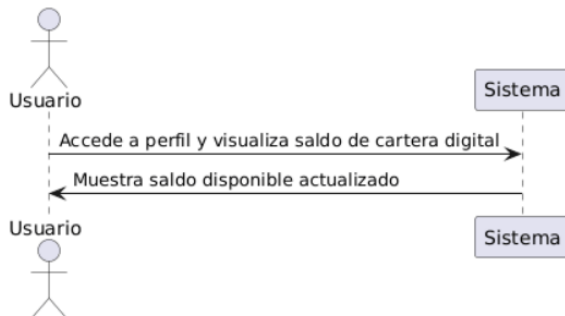 Usuario
Sistema
Accede a perfil y visualiza saldo de cartera digital
Muestra saldo disponible actualizado
Usuario
Sistema